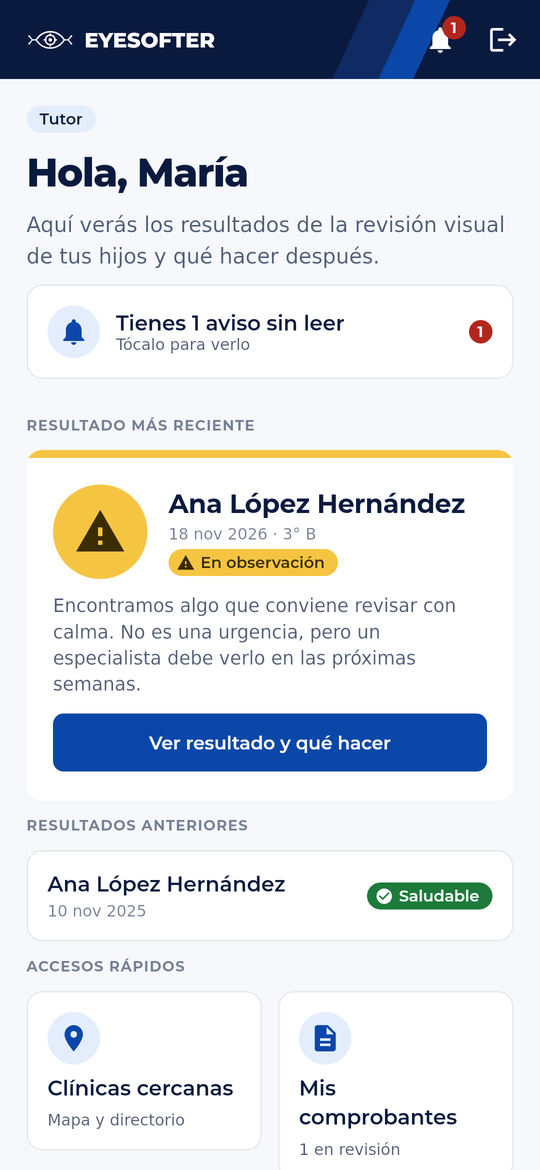 EYESOFTER
1
Tutor
Hola, María
Aquí verás los resultados de la revisión visual
de tus hijos y qué hacer después.
Tienes 1 aviso sin leer
Tócalo para verlo
1
RESULTADO MÁS RECIENTE
Ana López Hernández
18 nov 2026 · 3° B
En observación
Encontramos algo que conviene revisar con
calma. No es una urgencia, pero un
especialista debe verlo en las próximas
semanas.
Ver resultado y qué hacer
RESULTADOS ANTERIORES
Ana López Hernández
10 nov 2025
Saludable
ACCESOS RÁPIDOS
Clínicas cercanas
Mapa y directorio
Mis
comprobantes
1 en revisión